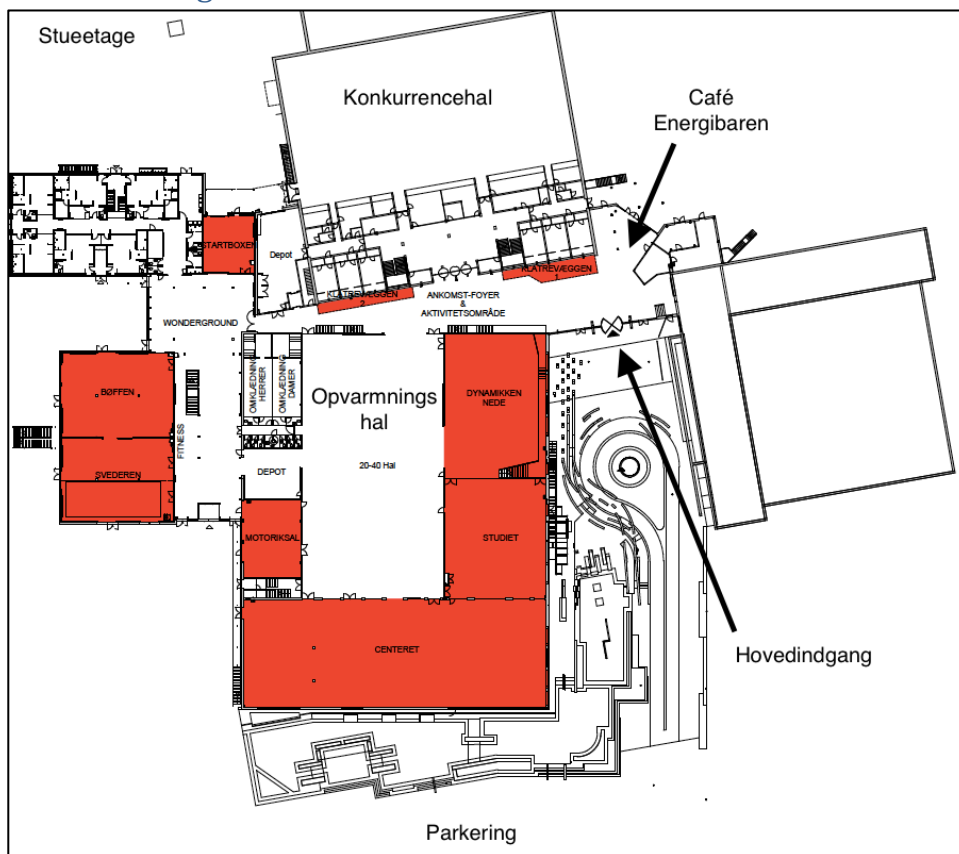 Stueetage
Konkurrencehal
Café
Energibaren
STARTBOXEN
Depot
KLATREVÆGGEN
1
KLATREVÆGGEN
2
ANKOMST-FOYER
&
AKTIVITETSOMRÅDE
WONDERGROUND
OMKLÆDNING
HERRER
OMKLÆDNING
DAMER
Opvarmnings
hal
DYNAMIKKEN
NEDE
BØFFEN
FITNESS
SVEDEREN
DEPOT
20-40 Hal
MOTORIKSAL
STUDIET
CENTERET
Hovedindgang
Parkering